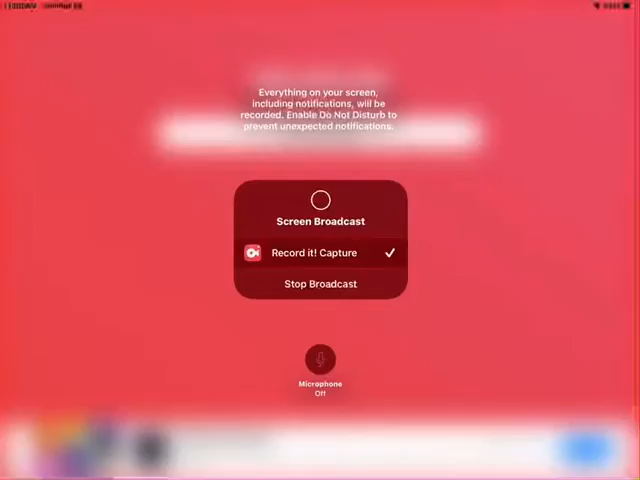 Everything on your screen,
including notifications, will be
recorded. Enable Do Not Disturb to
prevent unexpected notifications.
Screen Broadcast
Record it! Capture
Stop Broadcast
Microphone
Off